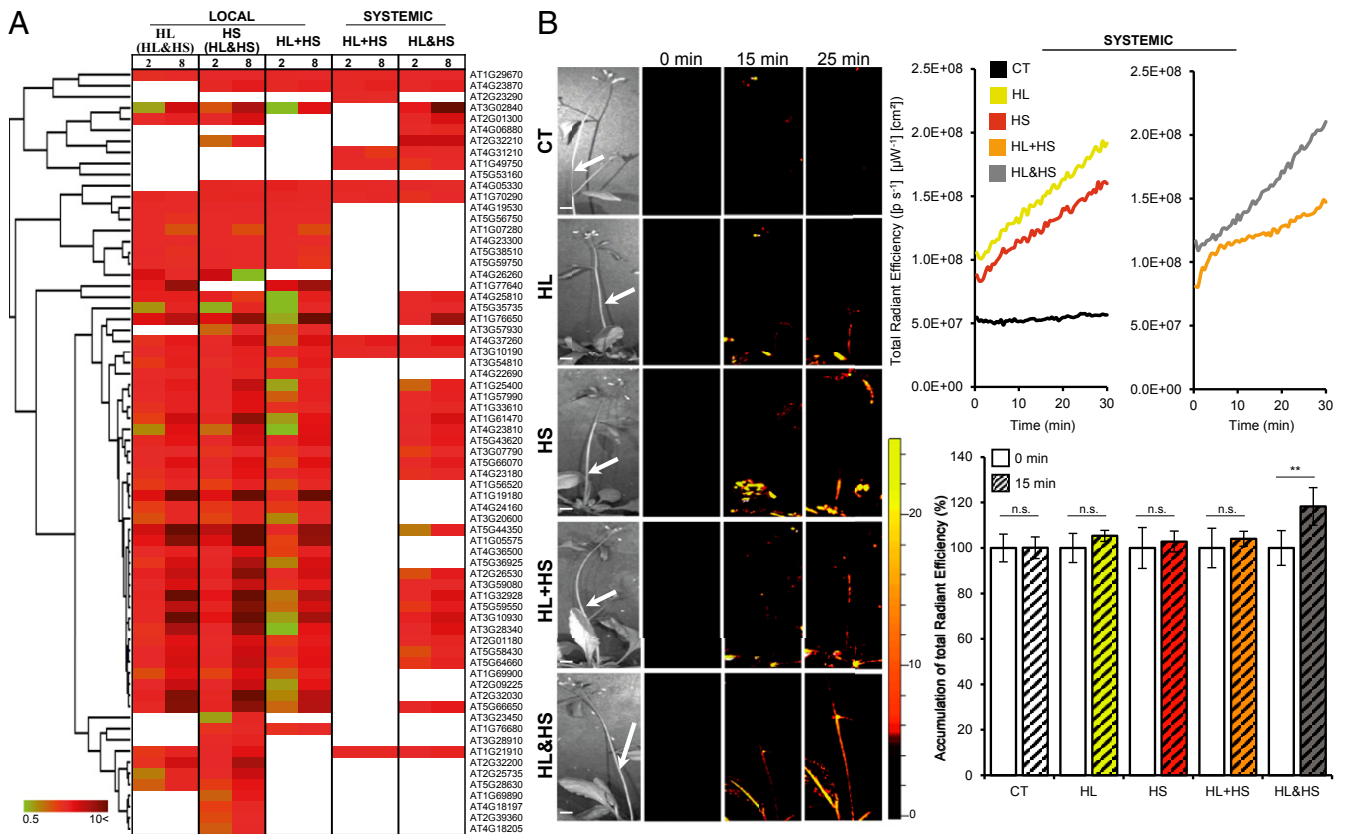 A
LOCAL
SYSTEMIC
HL (HL&HS)
HS (HL&HS)
HL+HS
HL+HS
HL&HS
2 8 2 8 2 8 2 8 2 8
AT1G29670
AT4G23870
AT2G23290
AT3G02840
AT2G01300
AT4G06880
AT2G32210
AT4G31210
AT1G49750
AT5G53160
AT4G05330
AT1G70290
AT4G19530
AT5G56750
AT1G07280
AT4G23300
AT5G38510
AT5G59750
AT4G26260
AT1G77640
AT4G25810
AT5G35735
AT1G76650
AT3G57930
AT4G37260
AT3G10190
AT3G54810
AT4G22690
AT1G25400
AT1G57990
AT1G33610
AT1G61470
AT4G23810
AT5G43620
AT3G07790
AT5G66070
AT4G23180
AT1G56520
AT1G19180
AT4G24160
AT3G20600
AT5G44350
AT1G05575
AT4G36500
AT5G36925
AT2G26530
AT3G59080
AT1G32928
AT5G59550
AT3G10930
AT3G28340
AT2G01180
AT5G58430
AT5G64660
AT1G69900
AT2G09225
AT2G32030
AT5G66650
AT3G23450
AT1G76680
AT3G28910
AT1G21910
AT2G32200
AT2G25735
AT5G28630
AT1G69890
AT4G18197
AT2G39360
AT4G18205
0.5 10<
B
0 min 15 min 25 min
CT
HL
HS
HL+HS
HL&HS
20
10
0
SYSTEMIC
Total Radiant Efficiency ([p s⁻¹] [µW⁻¹] [cm²]
2.5E+08
2.0E+08
1.5E+08
1.0E+08
5.0E+07
0.0E+00
CT
HL
HS
HL+HS
HL&HS
0 10 20 30
Time (min)
2.5E+08
2.0E+08
1.5E+08
1.0E+08
5.0E+07
0.0E+00
0 10 20 30
Time (min)
Accumulation of total Radiant Efficiency (%)
140
120
100
80
60
40
20
0
0 min
15 min
n.s. n.s. n.s. n.s. **
CT HL HS HL+HS HL&HS